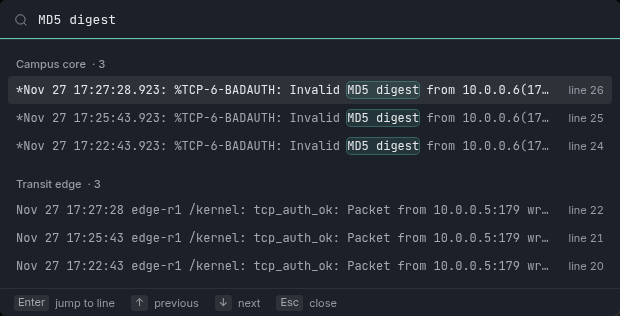 MD5 digest
Campus core · 3
*Nov 27 17:27:28.923: %TCP-6-BADAUTH: Invalid MD5 digest from 10.0.0.6(17… line 26
*Nov 27 17:25:43.923: %TCP-6-BADAUTH: Invalid MD5 digest from 10.0.0.6(17… line 25
*Nov 27 17:22:43.923: %TCP-6-BADAUTH: Invalid MD5 digest from 10.0.0.6(17… line 24
Transit edge · 3
Nov 27 17:27:28 edge-r1 /kernel: tcp_auth_ok: Packet from 10.0.0.5:179 wr… line 22
Nov 27 17:25:43 edge-r1 /kernel: tcp_auth_ok: Packet from 10.0.0.5:179 wr… line 21
Nov 27 17:22:43 edge-r1 /kernel: tcp_auth_ok: Packet from 10.0.0.5:179 wr… line 20
Enter jump to line ↑ previous ↓ next Esc close